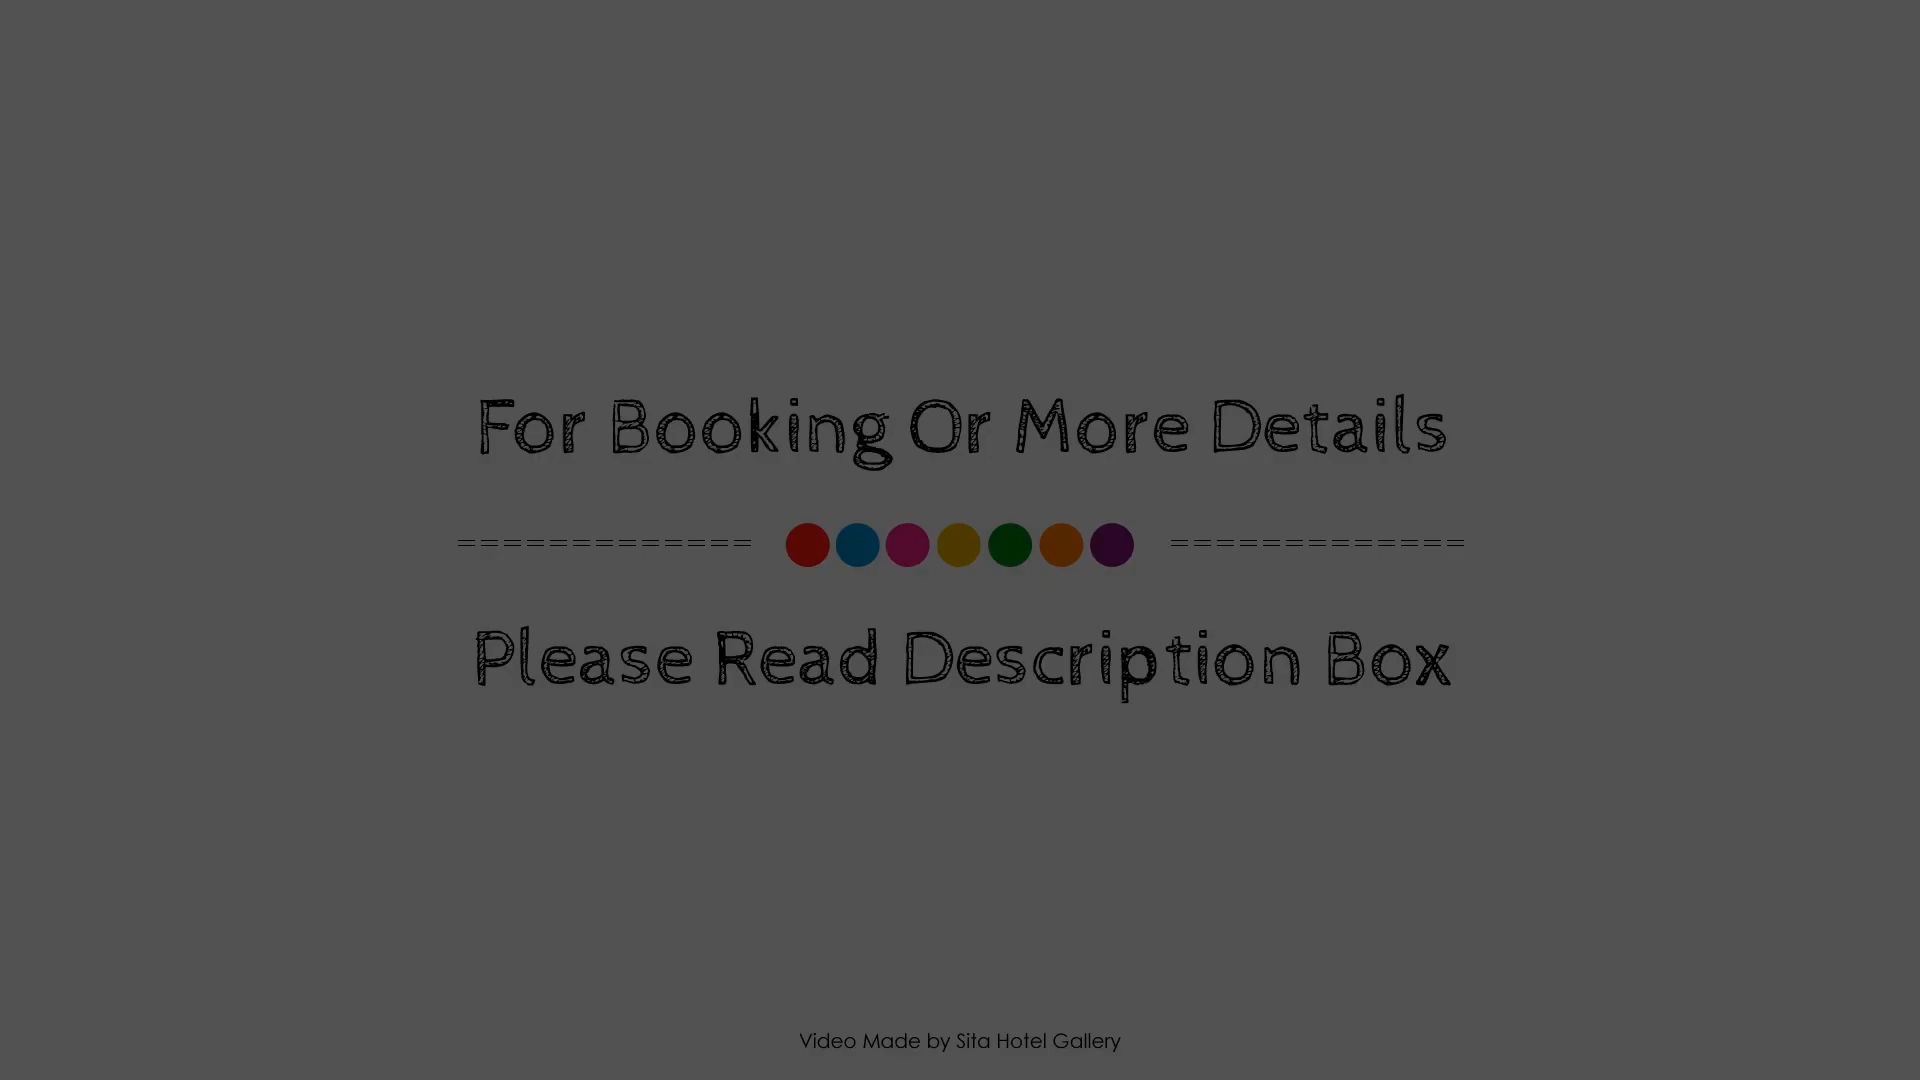 For Booking Or More Details
============= =============
Please Read Description Box
Video Made by Sita Hotel Gallery